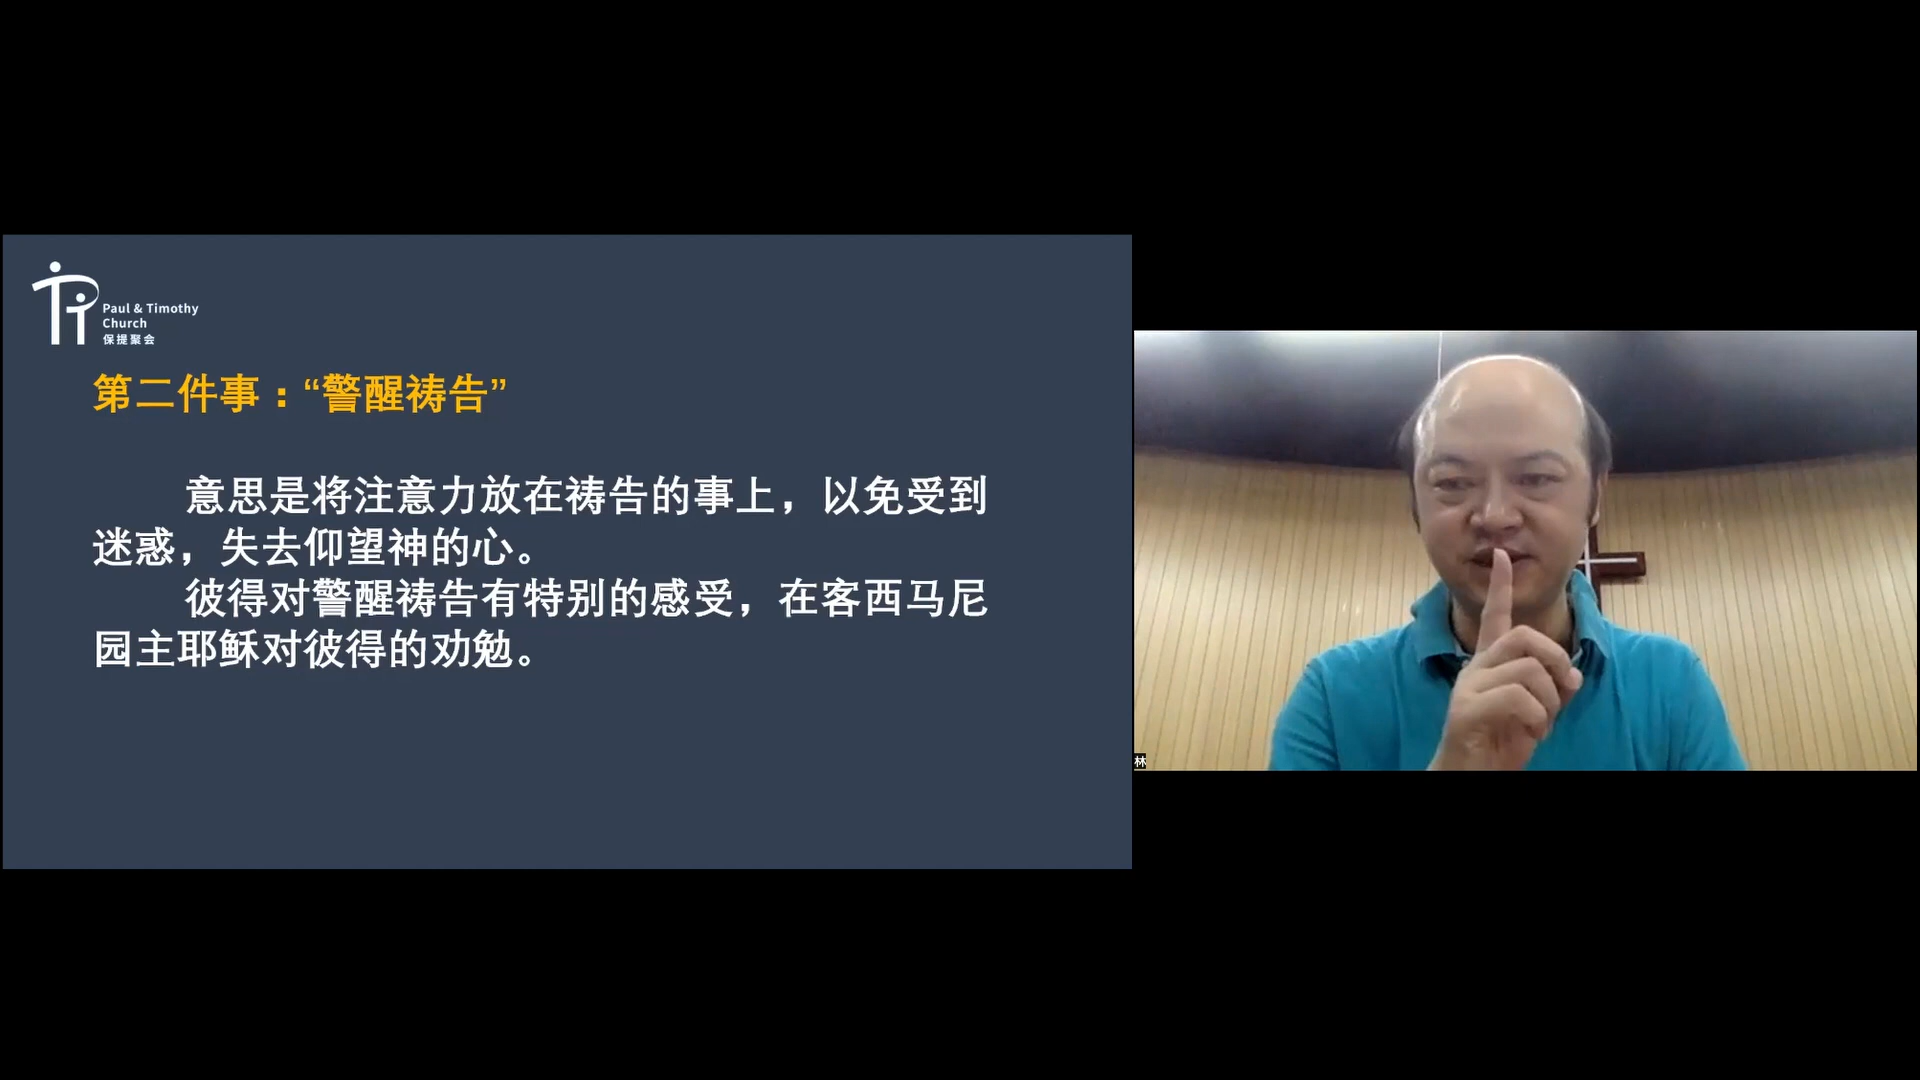 Paul & Timothy
Church
保提聚会
第二件事：“警醒祷告”
意思是将注意力放在祷告的事上，以免受到
迷惑，失去仰望神的心。
彼得对警醒祷告有特别的感受，在客西马尼
园主耶稣对彼得的劝勉。
林